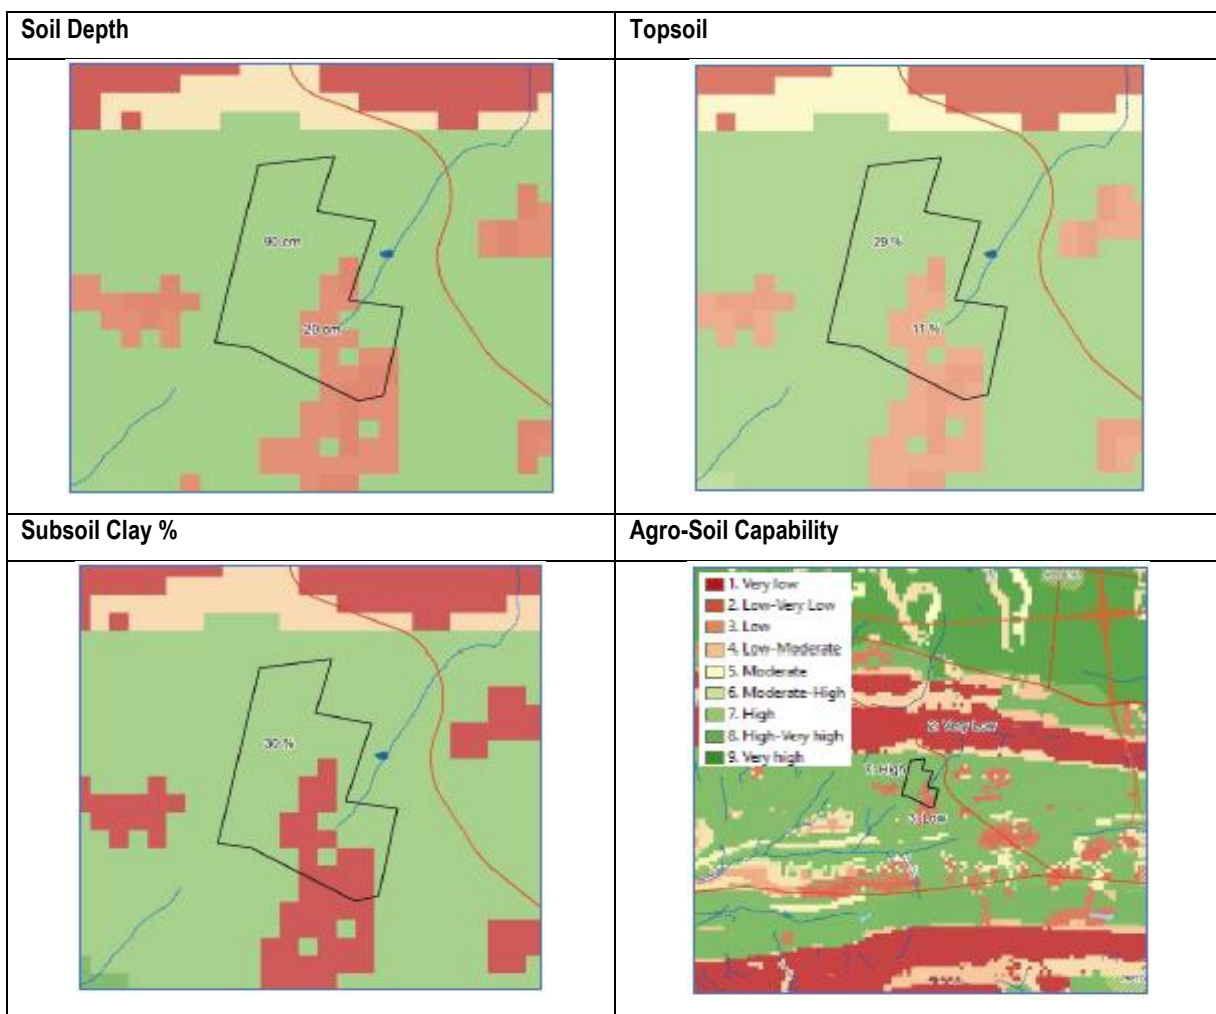 Soil Depth
Topsoil
90 cm
20 cm
29 %
11 %
Subsoil Clay %
Agro-Soil Capability
30 %
1. Very low
2. Low-Very Low
3. Low
4. Low-Moderate
5. Moderate
6. Moderate-High
7. High
8. High-Very high
9. Very high
2: Very Low
7: High
3: Low